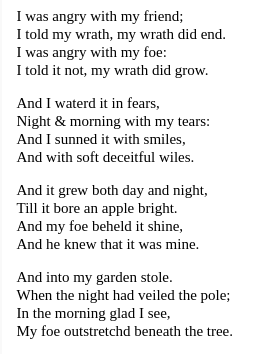 I was angry with my friend;
I told my wrath, my wrath did end.
I was angry with my foe:
I told it not, my wrath did grow.

And I waterd it in fears,
Night & morning with my tears:
And I sunned it with smiles,
And with soft deceitful wiles.

And it grew both day and night,
Till it bore an apple bright.
And my foe beheld it shine,
And he knew that it was mine.

And into my garden stole.
When the night had veiled the pole;
In the morning glad I see,
My foe outstretchd beneath the tree.